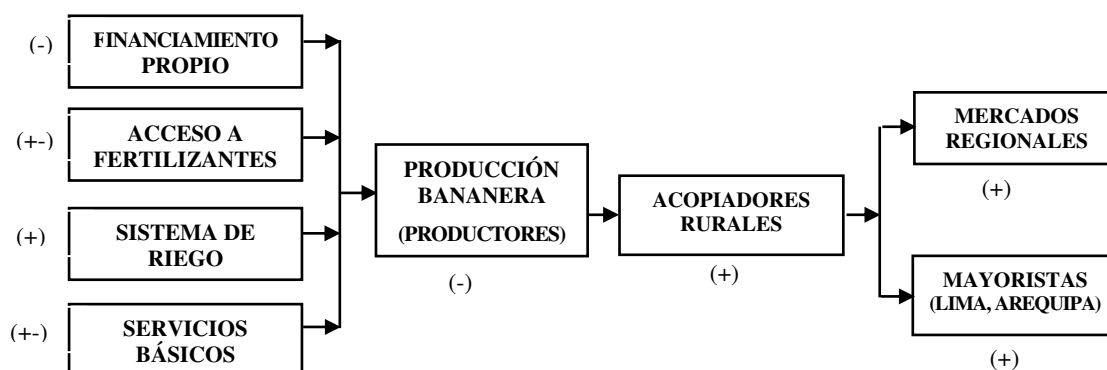 (-)
FINANCIAMIENTO
PROPIO
(+-)
ACCESO A
FERTILIZANTES
(+)
SISTEMA DE
RIEGO
(+-)
SERVICIOS
BÁSICOS
PRODUCCIÓN
BANANERA
(PRODUCTORES)
(-)
ACOPIADORES
RURALES
(+)
MERCADOS
REGIONALES
(+)
MAYORISTAS
(LIMA, AREQUIPA)
(+)